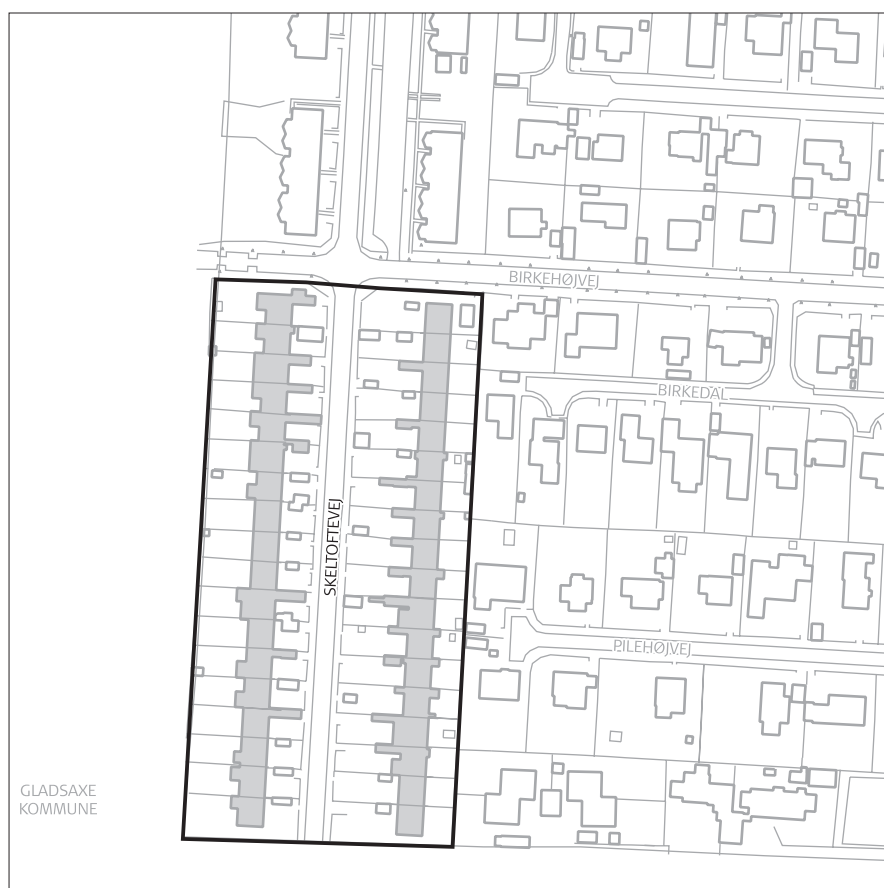 BIRKEHØJVEJ
BIRKEDAL
SKELTOFTEVEJ
PILEHØJVEJ
GLADSAXE
KOMMUNE